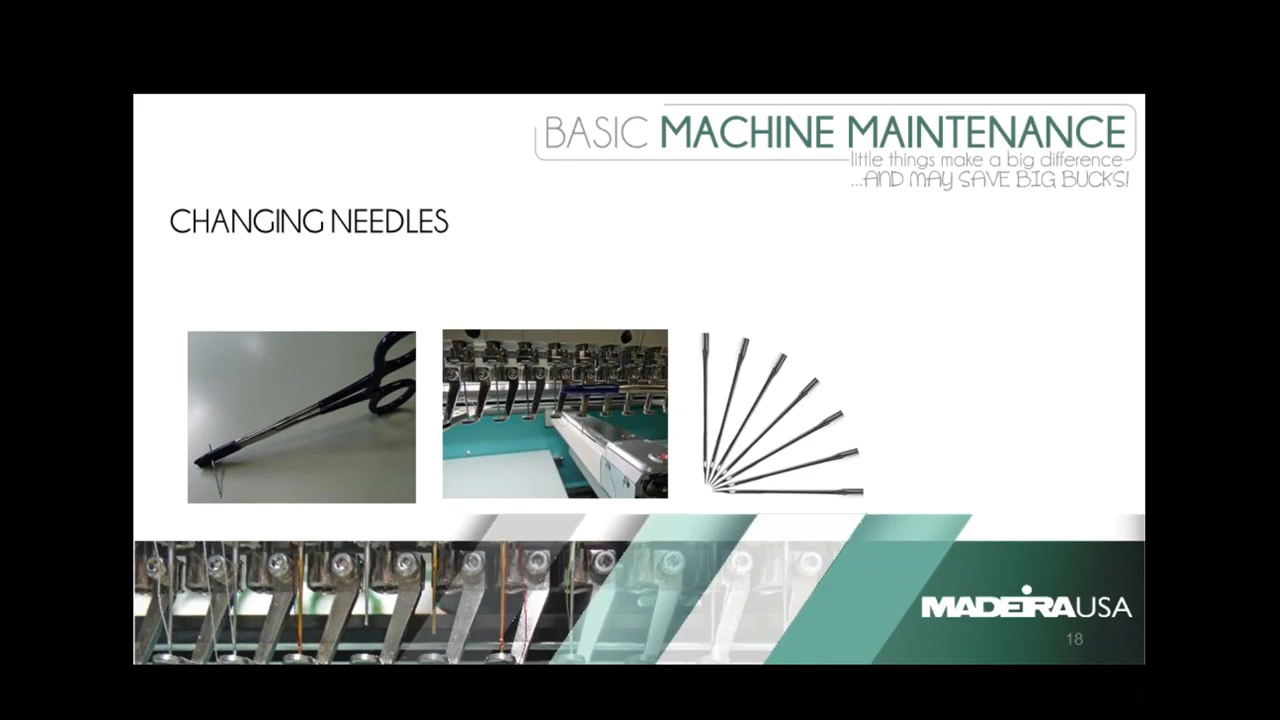 BASIC MACHINE MAINTENANCE
little things make a big difference
...AND MAY SAVE BIG BUCKS!
CHANGING NEEDLES
MADEIRA USA
18